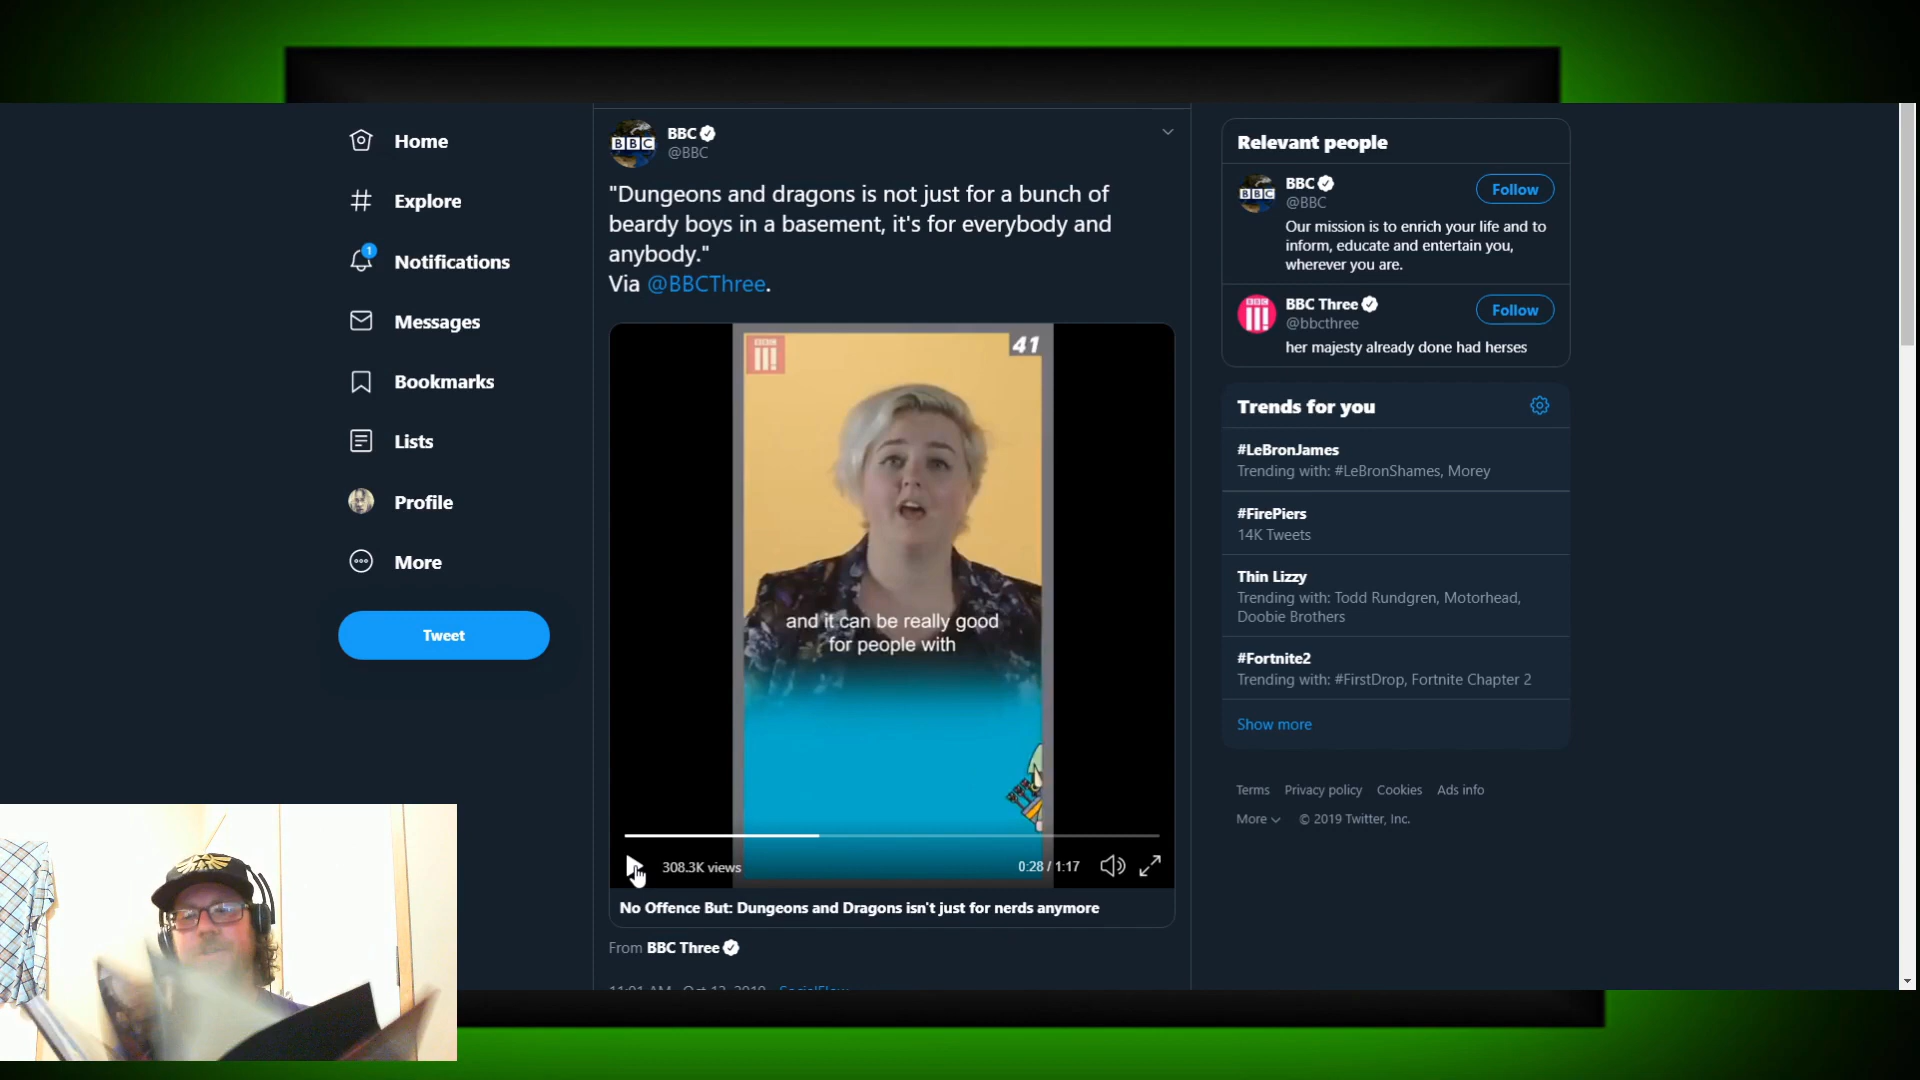 Home
Explore
1
Notifications
Messages
Bookmarks
Lists
Profile
More
Tweet
BBC
BBC
@BBC
"Dungeons and dragons is not just for a bunch of
beardy boys in a basement, it's for everybody and
anybody."
Via @BBCThree.
41
and it can be really good
for people with
308.3K views
0:28 / 1:17
No Offence But: Dungeons and Dragons isn't just for nerds anymore
From BBC Three
11:01 AM · Oct 13, 2019 · SocialFlow
Relevant people
BBC
BBC
@BBC
Follow
Our mission is to enrich your life and to
inform, educate and entertain you,
wherever you are.
BBC Three
@bbcthree
Follow
her majesty already done had herses
Trends for you
#LeBronJames
Trending with: #LeBronShames, Morey
#FirePiers
14K Tweets
Thin Lizzy
Trending with: Todd Rundgren, Motorhead,
Doobie Brothers
#Fortnite2
Trending with: #FirstDrop, Fortnite Chapter 2
Show more
Terms Privacy policy Cookies Ads info
More © 2019 Twitter, Inc.